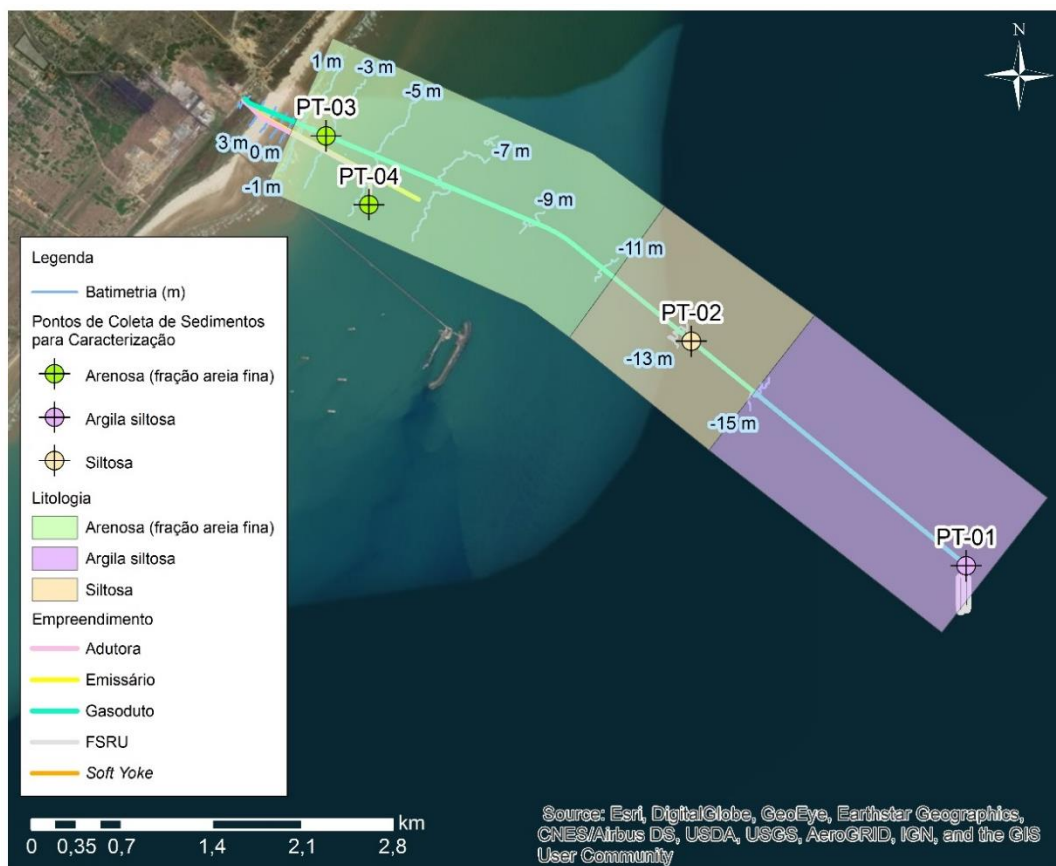 N
1 m
-3 m
-5 m
PT-03
3 m
0 m
-7 m
-1 m
PT-04
-9 m
-11 m
PT-02
-13 m
-15 m
PT-01
Legenda
Batimetria (m)
Pontos de Coleta de Sedimentos
para Caracterização
Arenosa (fração areia fina)
Argila siltosa
Siltosa
Litologia
Arenosa (fração areia fina)
Argila siltosa
Siltosa
Empreendimento
Adutora
Emissário
Gasoduto
FSRU
Soft Yoke
km
0 0,35 0,7 1,4 2,1 2,8
Source: Esri, DigitalGlobe, GeoEye, Earthstar Geographics,
CNES/Airbus DS, USDA, USGS, AeroGRID, IGN, and the GIS
User Community